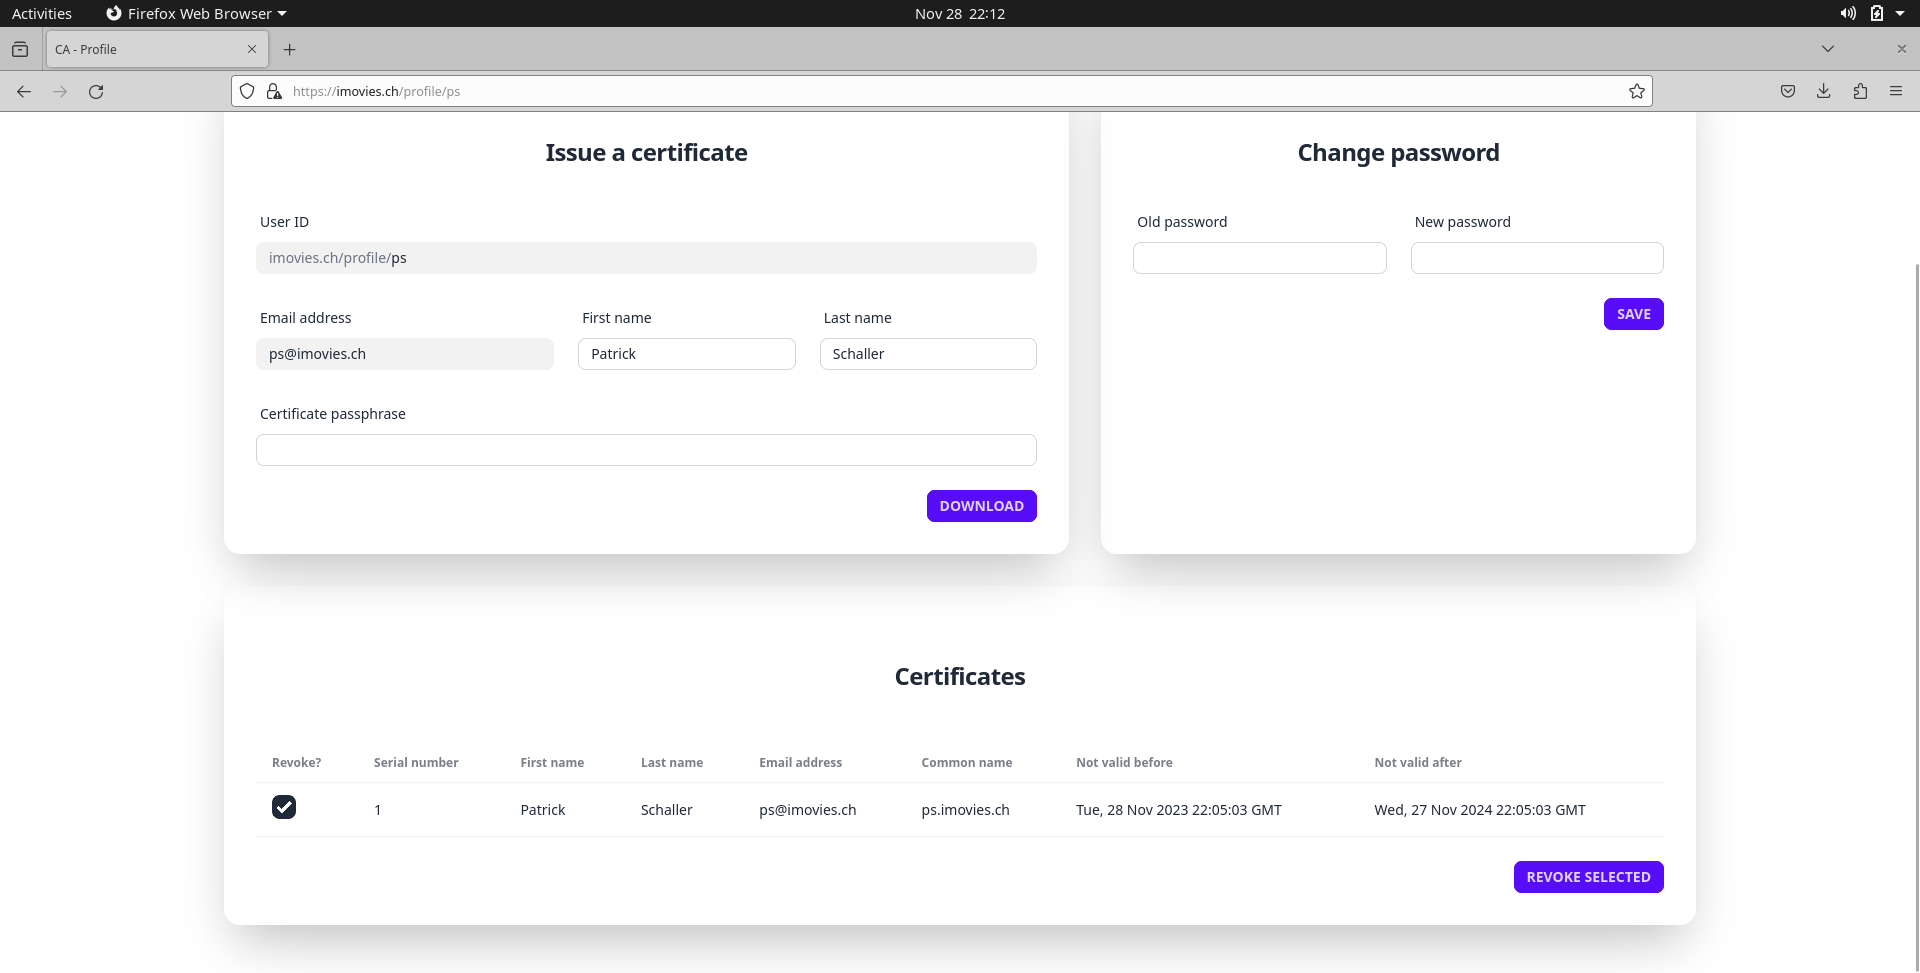 Activities
Firefox Web Browser
Nov 28 22:12
CA - Profile
https://imovies.ch/profile/ps
Issue a certificate
User ID
imovies.ch/profile/ps
Email address First name Last name
ps@imovies.ch Patrick Schaller
Certificate passphrase
DOWNLOAD
Change password
Old password New password
SAVE
Certificates
Revoke? Serial number First name Last name Email address Common name Not valid before Not valid after
1 Patrick Schaller ps@imovies.ch ps.imovies.ch Tue, 28 Nov 2023 22:05:03 GMT Wed, 27 Nov 2024 22:05:03 GMT
REVOKE SELECTED